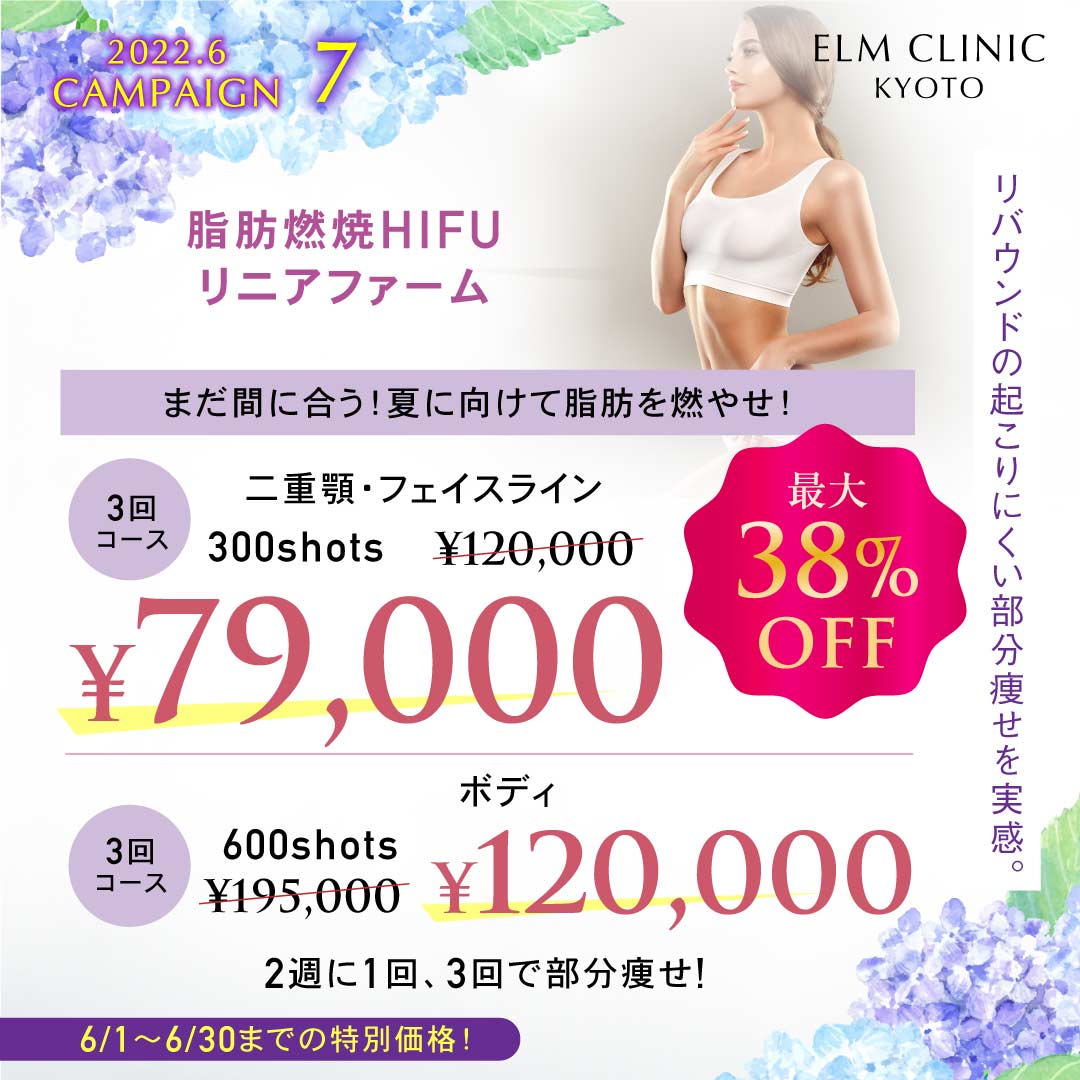 2022.6
CAMPAIGN 7
ELM CLINIC
KYOTO
脂肪燃焼HIFU
リニアファーム
リバウンドの起こりにくい部分痩せを実感。
まだ間に合う！夏に向けて脂肪を燃やせ！
3回
コース
二重顎・フェイスライン
300shots ¥120,000
¥79,000
最大
38%
OFF
ボディ
3回
コース
600shots
¥195,000
¥120,000
2週に1回、3回で部分痩せ！
6/1〜6/30までの特別価格！